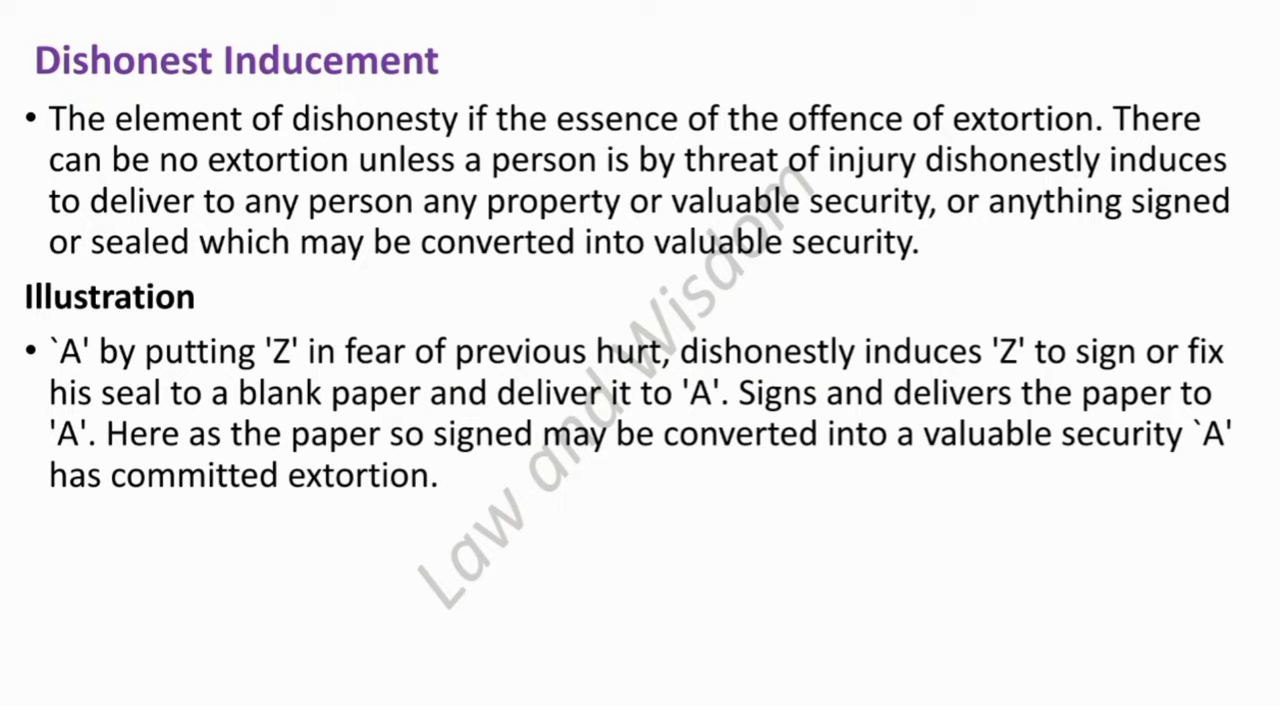 Dishonest Inducement
• The element of dishonesty if the essence of the offence of extortion. There
can be no extortion unless a person is by threat of injury dishonestly induces
to deliver to any person any property or valuable security, or anything signed
or sealed which may be converted into valuable security.
Illustration
• `A' by putting 'Z' in fear of previous hurt, dishonestly induces 'Z' to sign or fix
his seal to a blank paper and deliver it to 'A'. Signs and delivers the paper to
'A'. Here as the paper so signed may be converted into a valuable security `A'
has committed extortion.
Law and Wisdom